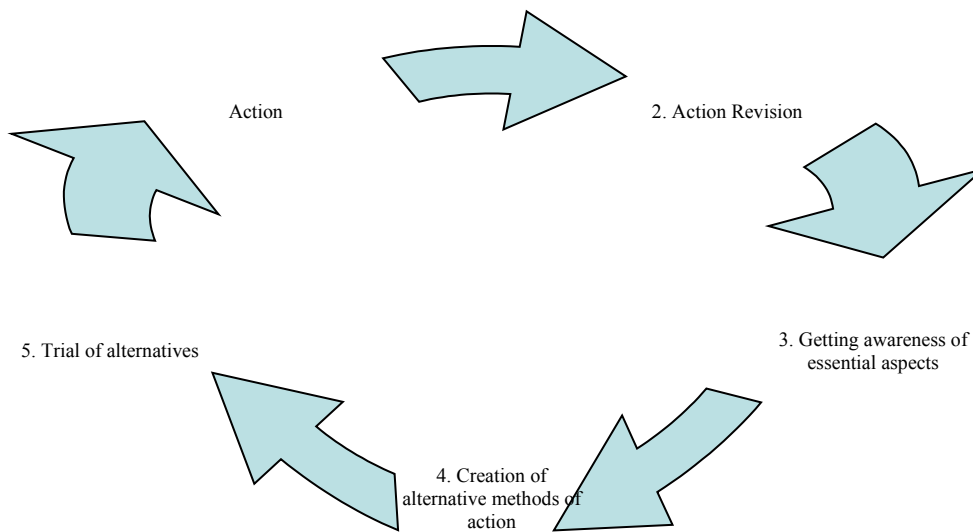 Action
2. Action Revision
3. Getting awareness of
essential aspects
4. Creation of
alternative methods of
action
5. Trial of alternatives